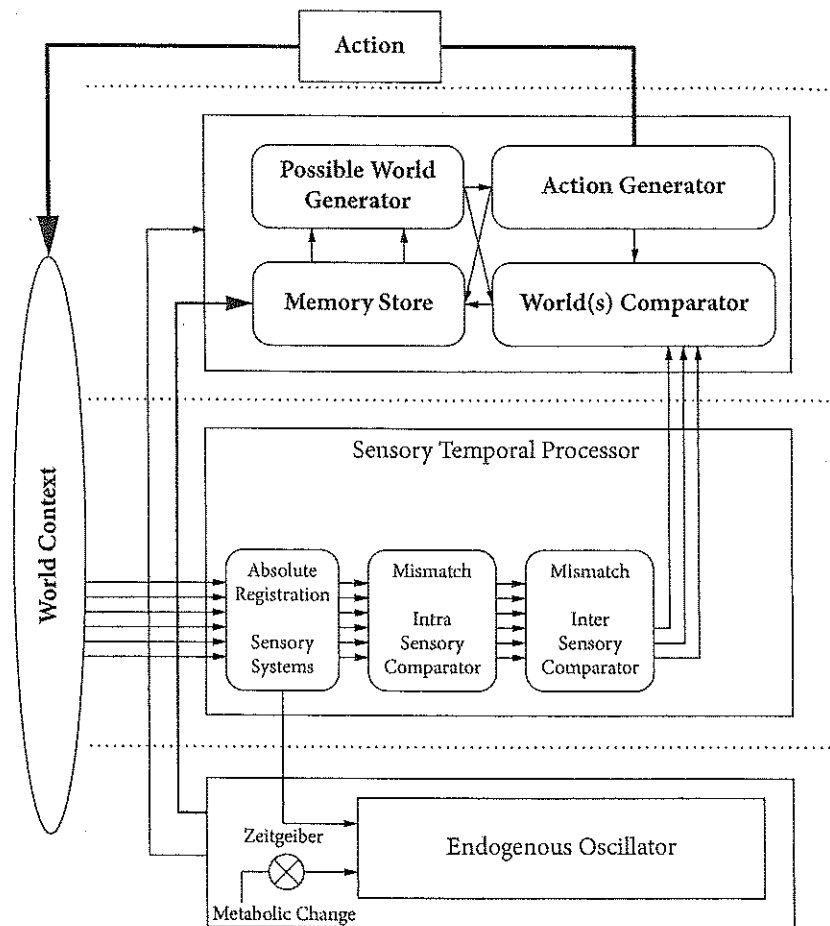 Action
Possible World
Generator
Action Generator
Memory Store
World(s) Comparator
World Context
Sensory Temporal Processor
Absolute
Registration
Sensory
Systems
Mismatch
Intra
Sensory
Comparator
Mismatch
Inter
Sensory
Comparator
Zeitgeiber
Endogenous Oscillator
Metabolic Change